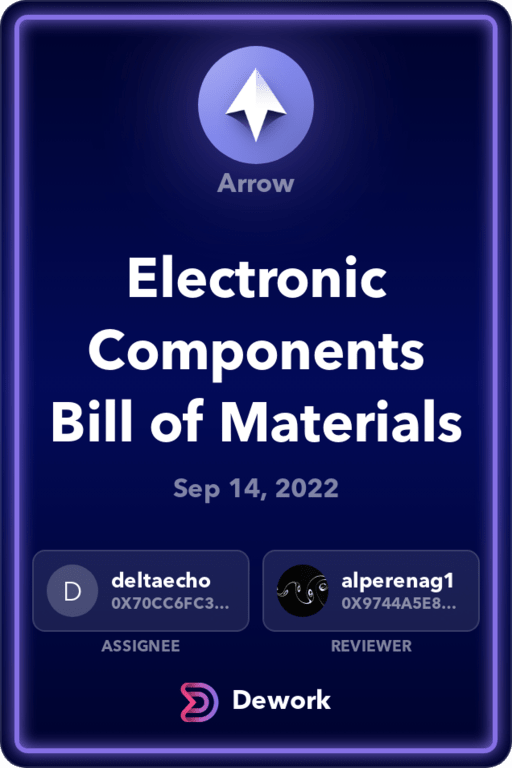 Arrow
Electronic
Components
Bill of Materials
Sep 14, 2022
D
deltaecho
0X70CC6FC3...
ASSIGNEE
alperenag1
0X9744A5E8...
REVIEWER
Dework